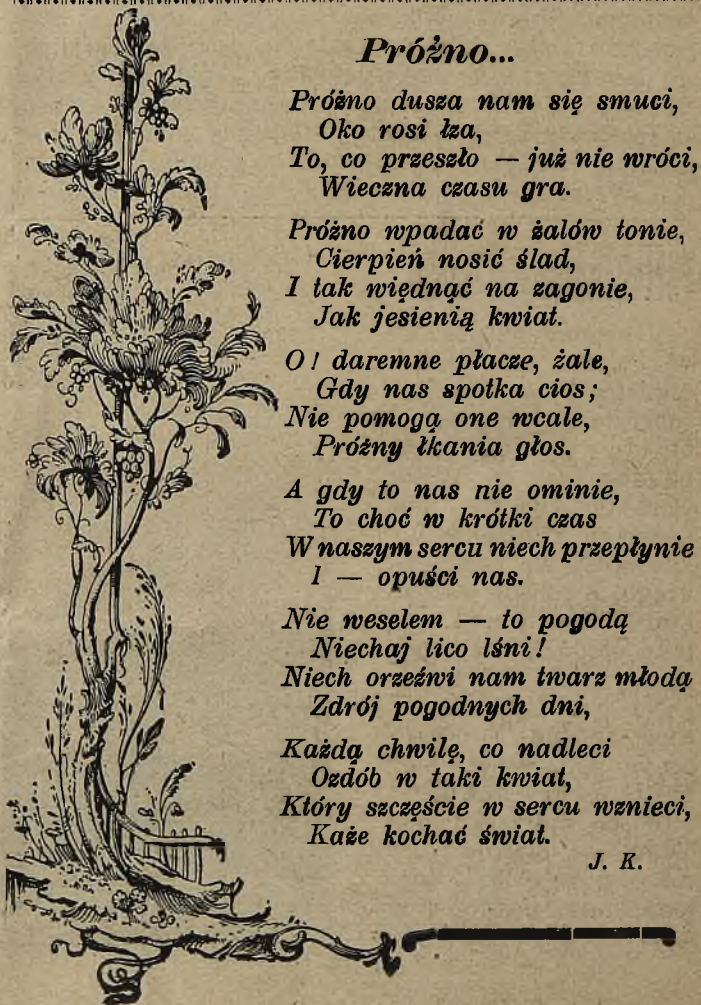 Próżno...
Próżno dusza nam się smuci,
Oko rosi łza,
To, co przeszło — już nie wróci,
Wieczna czasu gra.
Próżno wpadać w żalów tonie,
Cierpień nosić ślad,
I tak więdnąć na zagonie,
Jak jesienią kwiat.
O! daremne płacze, żale,
Gdy nas spotka cios;
Nie pomogą one wcale,
Próżny łkania głos.
A gdy to nas nie ominie,
To choć w krótki czas
W naszym sercu niech przepłynie
I — opuści nas.
Nie weselem — to pogodą
Niechaj lico lśni!
Niech orzeźwi nam twarz młodą
Zdrój pogodnych dni,
Każdą chwilę, co nadleci
Ozdób w taki kwiat,
Który szczęście w sercu wznieci,
Każe kochać świat.
J. K.